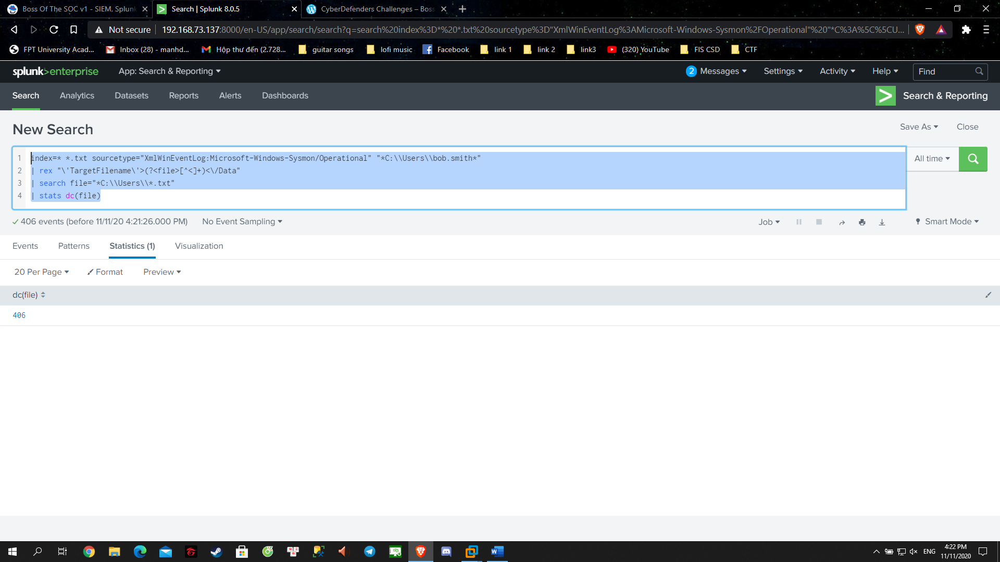 Boss Of The SOC v1 - SIEM, Splunk
Search | Splunk 8.0.5
CyberDefenders Challenges – Boss
Not secure
192.168.73.137:8000/en-US/app/search/search?q=search%20index%3D*%20*.txt%20sourcetype%3D"XmlWinEventLog%3AMicrosoft-Windows-Sysmon%2FOperational"%20"*C%3A%5C%5CU...
FPT University Acad...
Inbox (28) - manhd...
Hộp thư đến (2.728...
guitar songs
lofi music
Facebook
link 1
link 2
link3
(320) YouTube
FIS CSD
CTF
splunk>enterprise
App: Search & Reporting
2 Messages
Settings
Activity
Help
Find
Search
Analytics
Datasets
Reports
Alerts
Dashboards
Search & Reporting
New Search
Save As
Close
1 index=* *.txt sourcetype="XmlWinEventLog:Microsoft-Windows-Sysmon/Operational" "*C:\\Users\\bob.smith*"
2 | rex "\'TargetFilename\'>(?<file>[^<]+)<\/Data"
3 | search file="*C:\\Users\\*.txt"
4 | stats dc(file)
All time
406 events (before 11/11/20 4:21:26.000 PM)
No Event Sampling
Job
Smart Mode
Events
Patterns
Statistics (1)
Visualization
20 Per Page
Format
Preview
dc(file)
406
ENG
4:22 PM
11/11/2020